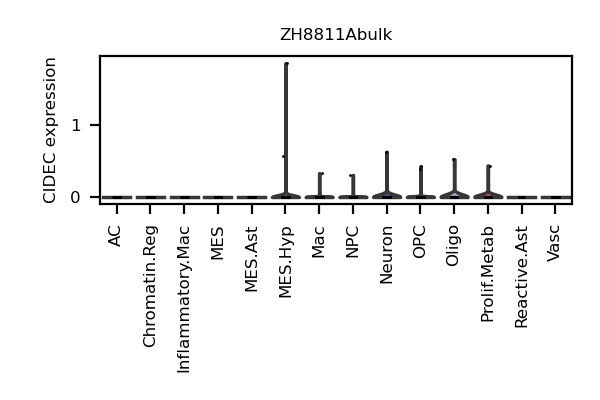 ZH8811Abulk
CIDEC expression
1
0
AC
Chromatin.Reg
Inflammatory.Mac
MES
MES.Ast
MES.Hyp
Mac
NPC
Neuron
OPC
Oligo
Prolif.Metab
Reactive.Ast
Vasc